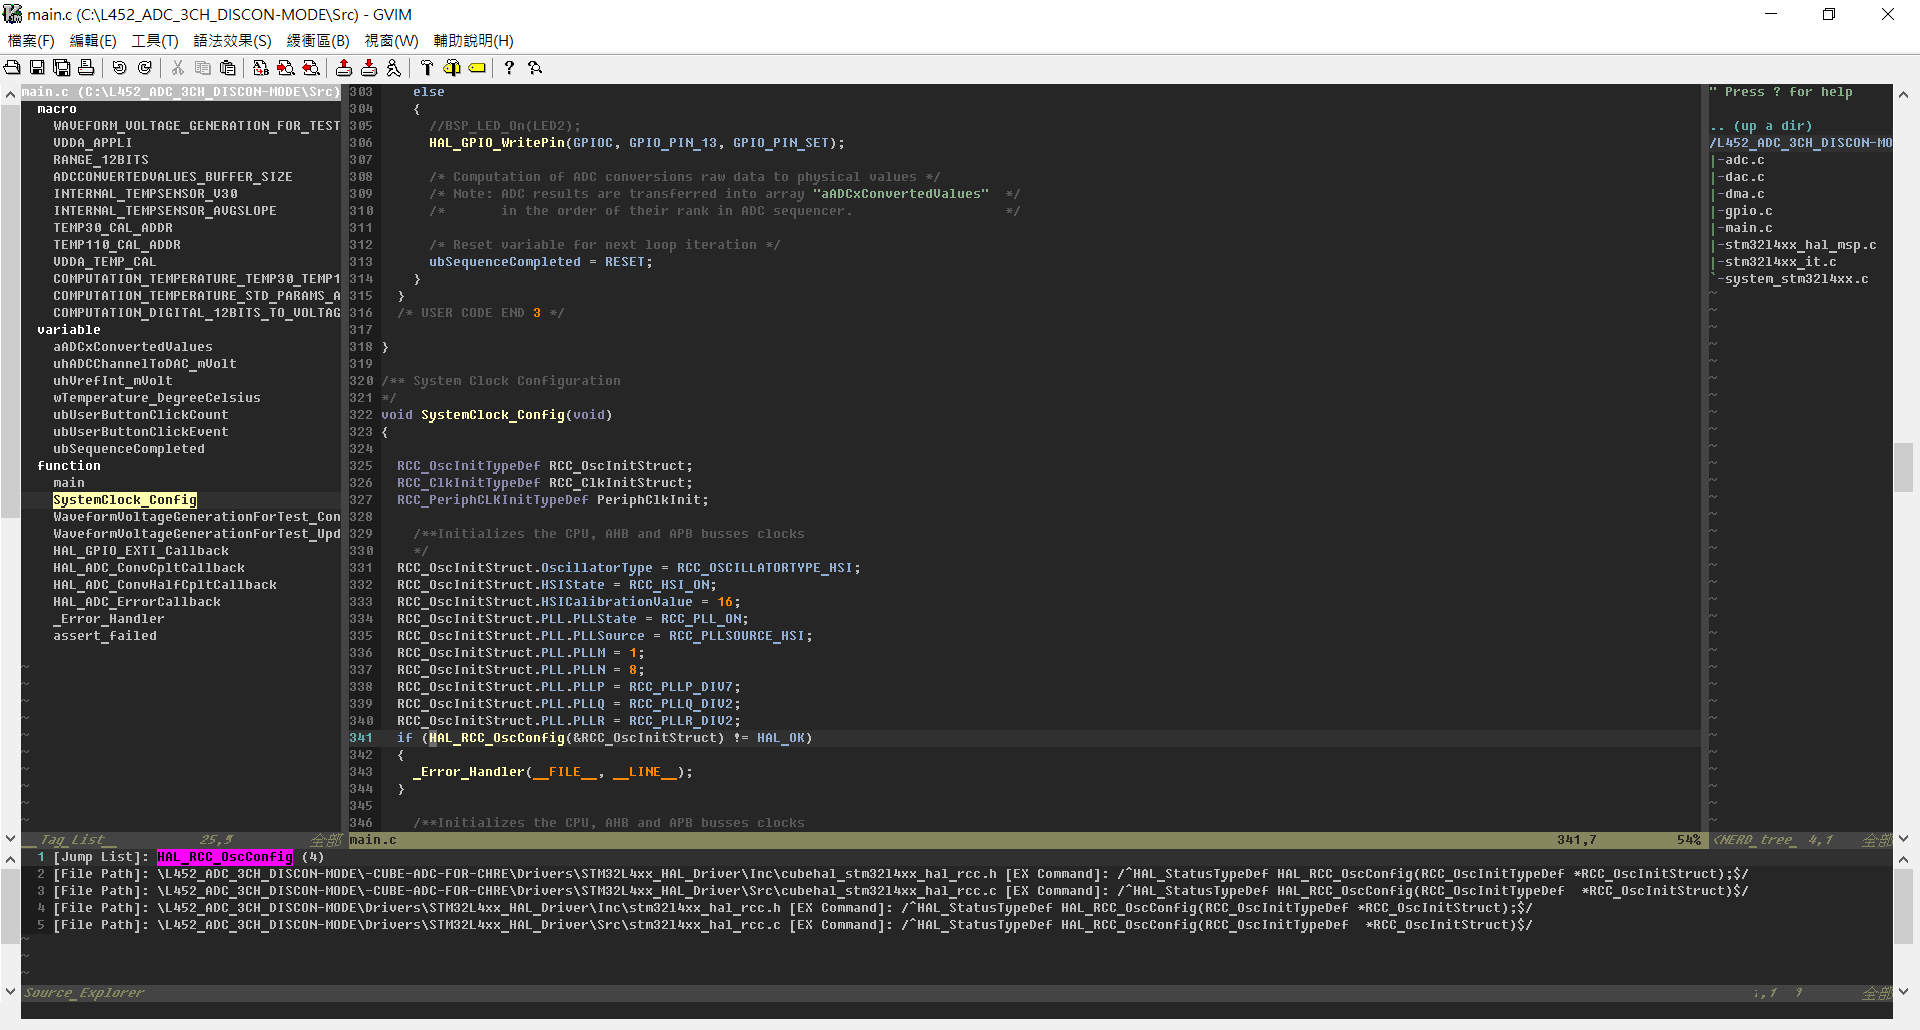 main.c (C:\L452_ADC_3CH_DISCON-MODE\Src) - GVIM
檔案(F) 編輯(E) 工具(T) 語法效果(S) 緩衝區(B) 視窗(W) 輔助說明(H)
main.c (C:\L452_ADC_3CH_DISCON-MODE\Src)
macro
WAVEFORM_VOLTAGE_GENERATION_FOR_TEST
VDDA_APPLI
RANGE_12BITS
ADCCONVERTEDVALUES_BUFFER_SIZE
INTERNAL_TEMPSENSOR_V30
INTERNAL_TEMPSENSOR_AVGSLOPE
TEMP30_CAL_ADDR
TEMP110_CAL_ADDR
VDDA_TEMP_CAL
COMPUTATION_TEMPERATURE_TEMP30_TEMP1
COMPUTATION_TEMPERATURE_STD_PARAMS_A
COMPUTATION_DIGITAL_12BITS_TO_VOLTAG
variable
aADCxConvertedValues
uhADCChannelToDAC_mVolt
uhVrefInt_mVolt
wTemperature_DegreeCelsius
ubUserButtonClickCount
ubUserButtonClickEvent
ubSequenceCompleted
function
main
SystemClock_Config
WaveformVoltageGenerationForTest_Con
WaveformVoltageGenerationForTest_Upd
HAL_GPIO_EXTI_Callback
HAL_ADC_ConvCpltCallback
HAL_ADC_ConvHalfCpltCallback
HAL_ADC_ErrorCallback
_Error_Handler
assert_failed
__Tag_List__ 25,5 全部
303 else
304 {
305 //BSP_LED_On(LED2);
306 HAL_GPIO_WritePin(GPIOC, GPIO_PIN_13, GPIO_PIN_SET);
307
308 /* Computation of ADC conversions raw data to physical values */
309 /* Note: ADC results are transferred into array "aADCxConvertedValues" */
310 /* in the order of their rank in ADC sequencer. */
311
312 /* Reset variable for next loop iteration */
313 ubSequenceCompleted = RESET;
314 }
315 }
316 /* USER CODE END 3 */
317
318 }
319
320 /** System Clock Configuration
321 */
322 void SystemClock_Config(void)
323 {
324
325 RCC_OscInitTypeDef RCC_OscInitStruct;
326 RCC_ClkInitTypeDef RCC_ClkInitStruct;
327 RCC_PeriphCLKInitTypeDef PeriphClkInit;
328
329 /**Initializes the CPU, AHB and APB busses clocks
330 */
331 RCC_OscInitStruct.OscillatorType = RCC_OSCILLATORTYPE_HSI;
332 RCC_OscInitStruct.HSIState = RCC_HSI_ON;
333 RCC_OscInitStruct.HSICalibrationValue = 16;
334 RCC_OscInitStruct.PLL.PLLState = RCC_PLL_ON;
335 RCC_OscInitStruct.PLL.PLLSource = RCC_PLLSOURCE_HSI;
336 RCC_OscInitStruct.PLL.PLLM = 1;
337 RCC_OscInitStruct.PLL.PLLN = 8;
338 RCC_OscInitStruct.PLL.PLLP = RCC_PLLP_DIV7;
339 RCC_OscInitStruct.PLL.PLLQ = RCC_PLLQ_DIV2;
340 RCC_OscInitStruct.PLL.PLLR = RCC_PLLR_DIV2;
341 if (HAL_RCC_OscConfig(&RCC_OscInitStruct) != HAL_OK)
342 {
343 _Error_Handler(__FILE__, __LINE__);
344 }
345
346 /**Initializes the CPU, AHB and APB busses clocks
main.c 341,7 54%
" Press ? for help
.. (up a dir)
/L452_ADC_3CH_DISCON-MO
|-adc.c
|-dac.c
|-dma.c
|-gpio.c
|-main.c
|-stm32l4xx_hal_msp.c
|-stm32l4xx_it.c
`-system_stm32l4xx.c
<NERD_tree_ 4,1 全部
1 [Jump List]: HAL_RCC_OscConfig (4)
2 [File Path]: \L452_ADC_3CH_DISCON-MODE\-CUBE-ADC-FOR-CHRE\Drivers\STM32L4xx_HAL_Driver\Inc\cubehal_stm32l4xx_hal_rcc.h [EX Command]: /^HAL_StatusTypeDef HAL_RCC_OscConfig(RCC_OscInitTypeDef *RCC_OscInitStruct);$/
3 [File Path]: \L452_ADC_3CH_DISCON-MODE\-CUBE-ADC-FOR-CHRE\Drivers\STM32L4xx_HAL_Driver\Src\cubehal_stm32l4xx_hal_rcc.c [EX Command]: /^HAL_StatusTypeDef HAL_RCC_OscConfig(RCC_OscInitTypeDef *RCC_OscInitStruct)$/
4 [File Path]: \L452_ADC_3CH_DISCON-MODE\Drivers\STM32L4xx_HAL_Driver\Inc\stm32l4xx_hal_rcc.h [EX Command]: /^HAL_StatusTypeDef HAL_RCC_OscConfig(RCC_OscInitTypeDef *RCC_OscInitStruct);$/
5 [File Path]: \L452_ADC_3CH_DISCON-MODE\Drivers\STM32L4xx_HAL_Driver\Src\stm32l4xx_hal_rcc.c [EX Command]: /^HAL_StatusTypeDef HAL_RCC_OscConfig(RCC_OscInitTypeDef *RCC_OscInitStruct)$/
Source_Explorer 全部